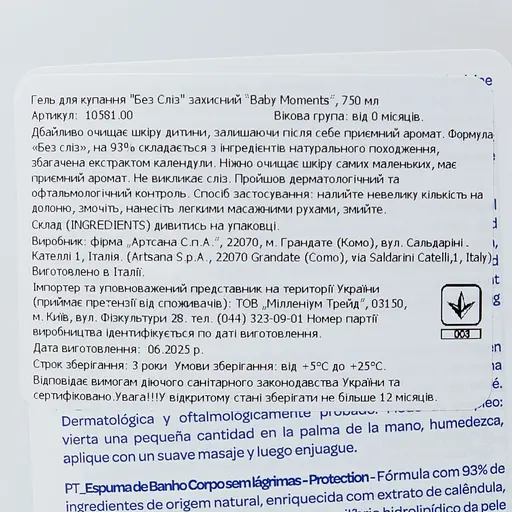 Гель для купання "Без Сліз" захисний "Baby Moments", 750 мл
Артикул: 10581.00 Вікова група: від 0 місяців.
Дбайливо очищає шкіру дитини, залишаючи після себе приємний аромат. Формула
«Без сліз», на 93% складається з інгредієнтів натурального походження,
збагачена екстрактом календули. Ніжно очищає шкіру самих маленьких, має
приємний аромат. Не викликає сліз. Пройшов дерматологічний та
офтальмологічний контроль. Спосіб застосування: налийте невелику кількість на
долоню, змочіть, нанесіть легкими масажними рухами, змийте.
Склад (INGREDIENTS) дивитись на упаковці.
Виробник: фірма „Артсана С.п.А.", 22070, м. Грандате (Комо), вул. Сальдаріні -
Кателлі 1, Італія. (Artsana S.p.A., 22070 Grandate (Como), via Saldarini Catelli,1, Italy)
Виготовлено в Італії.
Імпортер та уповноважений представник на території України
(приймає претензії від споживачів): ТОВ „Мілленіум Трейд", 03150,
м. Київ, вул. Фізкультури 28. тел. (044) 323-09-01 Номер партії
виробництва ідентифікується по даті виготовлення.
003
Дата виготовлення: 06.2025 р.
Строк зберігання: 3 роки Умови зберігання: від +5°C до +25°C.
Відповідає вимогам діючого санітарного законодавства України та
сертифіковано.Увага!!!У відкритому стані зберігати не більше 12 місяців.
Dermatológica y oftalmológicamente probado.
vierta una pequeña cantidad en la palma de la mano, humedezca,
aplique con un suave masaje y luego enjuague.
PT_Espuma de Banho Corpo sem lágrimas - Protection - Fórmula com 93% de
ingredientes de origem natural, enriquecida com extrato de calêndula,
hidrolipídico da pele